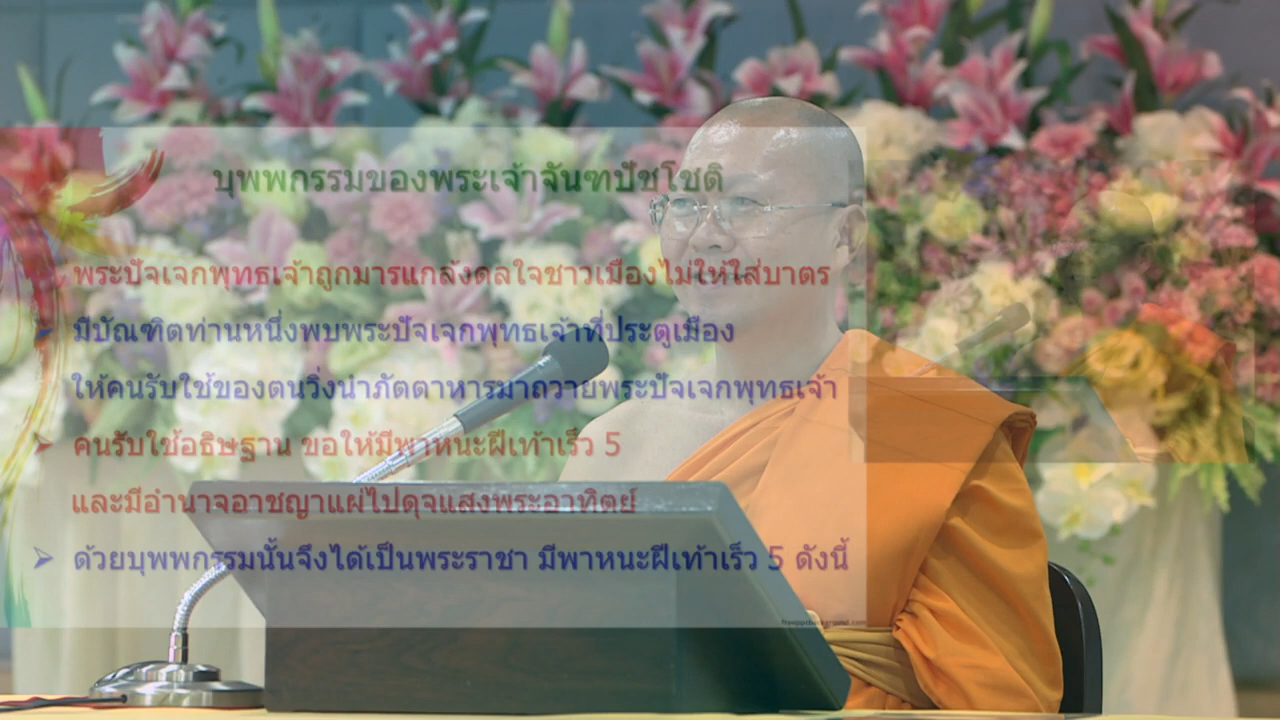 บุพพกรรมของพระเจ้าจัณฑปัชโชติ
พระปัจเจกพุทธเจ้าถูกมารแกล้งดลใจชาวเมืองไม่ให้ใส่บาตร
มีบัณฑิตท่านหนึ่งพบพระปัจเจกพุทธเจ้าที่ประตูเมือง
ให้คนรับใช้ของตนวิ่งนำภัตตาหารมาถวายพระปัจเจกพุทธเจ้า
➢ คนรับใช้อธิษฐาน ขอให้มีพาหนะฝีเท้าเร็ว 5
และมีอำนาจอาชญาแผ่ไปดุจแสงพระอาทิตย์
➢ ด้วยบุพพกรรมนั้นจึงได้เป็นพระราชา มีพาหนะฝีเท้าเร็ว 5 ดังนี้
freeppt​background.com